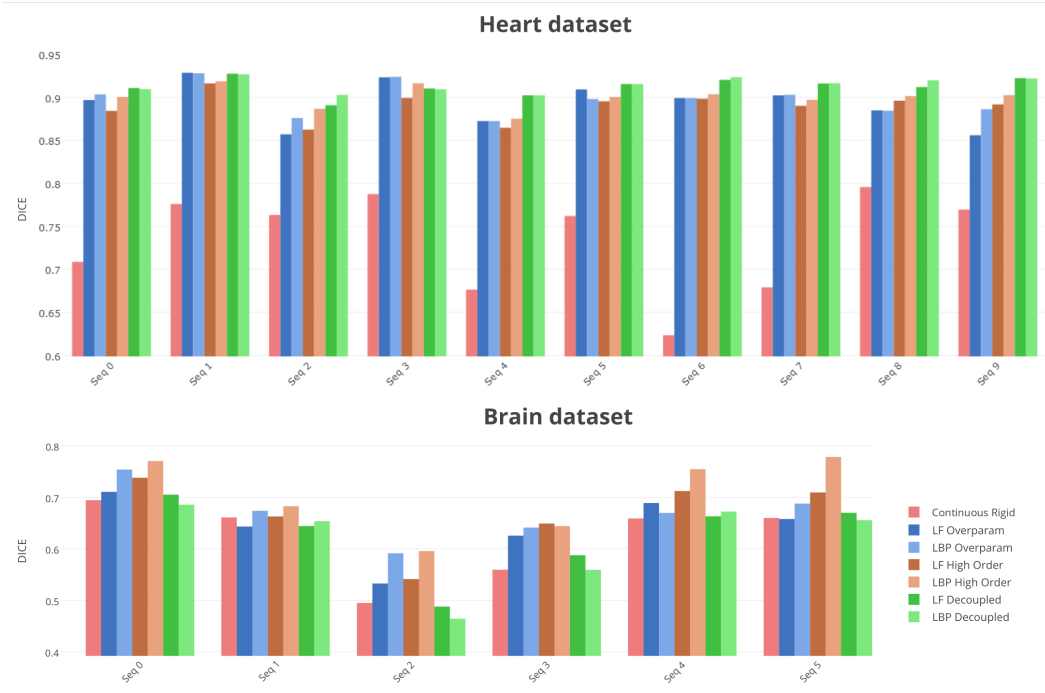 Heart dataset
0.95
0.9
0.85
0.8
0.75
0.7
0.65
0.6
DICE
Seq 0
Seq 1
Seq 2
Seq 3
Seq 4
Seq 5
Seq 6
Seq 7
Seq 8
Seq 9
Brain dataset
0.8
0.7
0.6
0.5
0.4
DICE
Seq 0
Seq 1
Seq 2
Seq 3
Seq 4
Seq 5
Continuous Rigid
LF Overparam
LBP Overparam
LF High Order
LBP High Order
LF Decoupled
LBP Decoupled